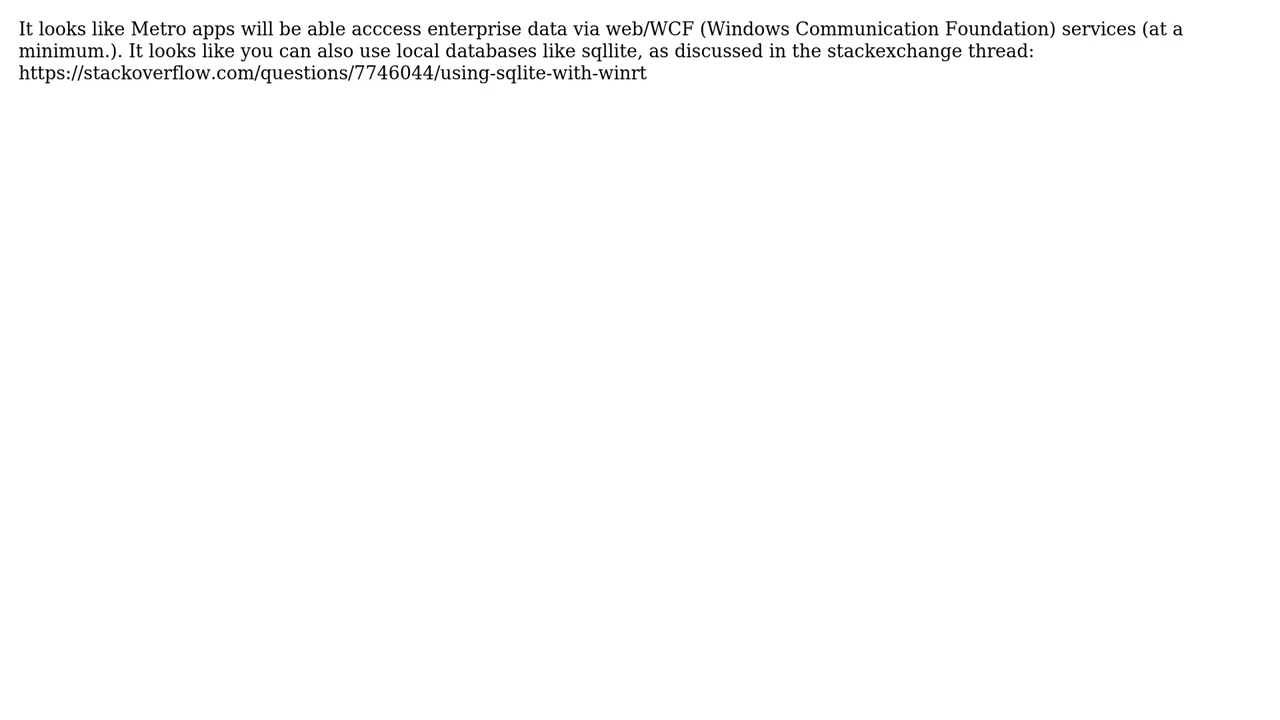 It looks like Metro apps will be able acccess enterprise data via web/WCF (Windows Communication Foundation) services (at a
minimum.). It looks like you can also use local databases like sqllite, as discussed in the stackexchange thread:
https://stackoverflow.com/questions/7746044/using-sqlite-with-winrt